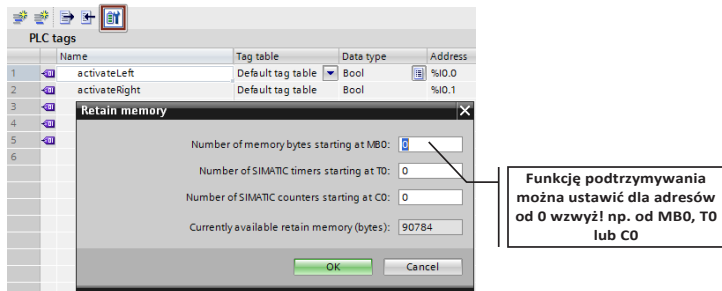 PLC tags
Name Tag table Data type Address
1 activateLeft Default tag table Bool %I0.0
2 activateRight Default tag table Bool %I0.1
3
4
5
6
Retain memory
Number of memory bytes starting at MB0: 0
Number of SIMATIC timers starting at T0: 0
Number of SIMATIC counters starting at C0: 0
Currently available retain memory (bytes): 90784
OK Cancel
Funkcję podtrzymywania
można ustawić dla adresów
od 0 wzwyż! np. od MB0, T0
lub C0